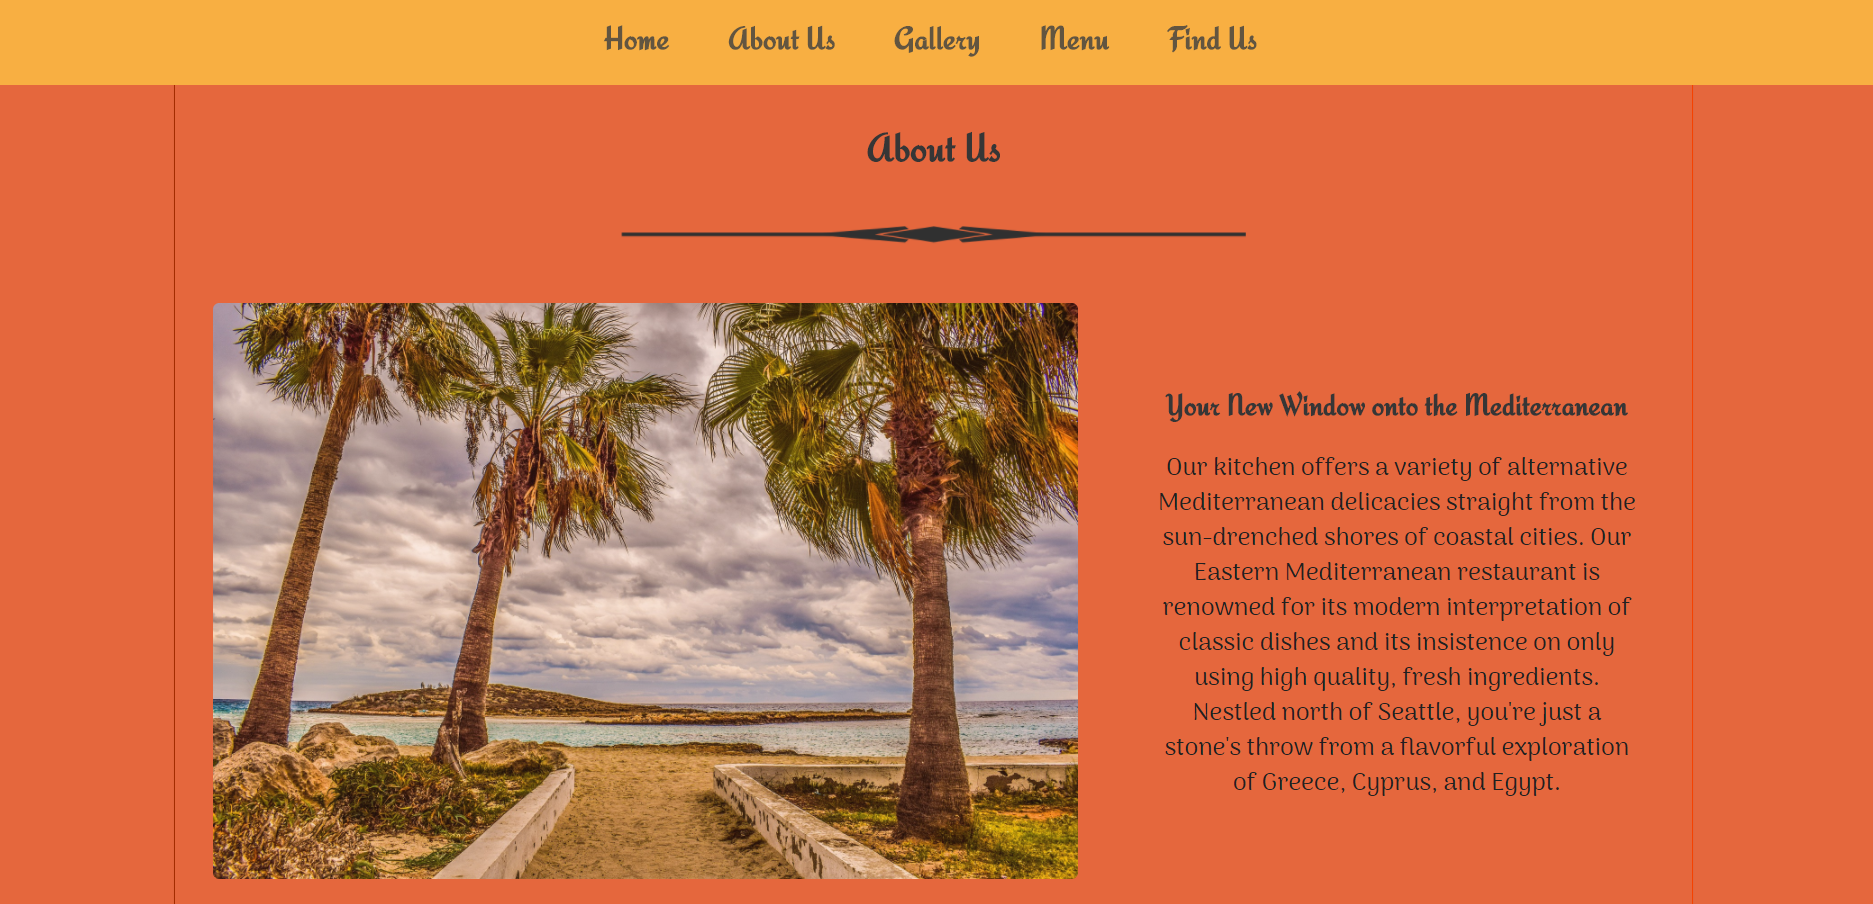 Home About Us Gallery Menu Find Us
About Us
Your New Window onto the Mediterranean
Our kitchen offers a variety of alternative
Mediterranean delicacies straight from the
sun-drenched shores of coastal cities. Our
Eastern Mediterranean restaurant is
renowned for its modern interpretation of
classic dishes and its insistence on only
using high quality, fresh ingredients.
Nestled north of Seattle, you're just a
stone's throw from a flavorful exploration
of Greece, Cyprus, and Egypt.